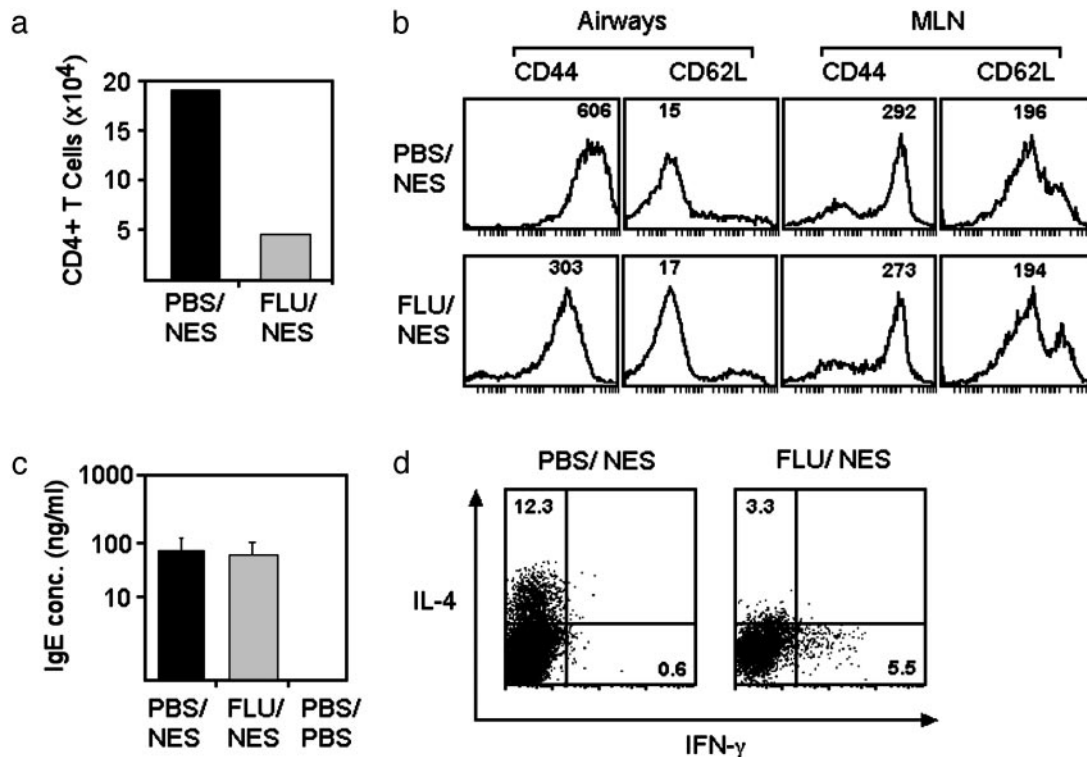 a
CD4+ T Cells (x10⁴)
20
15
10
5
PBS/
NES
FLU/
NES
b
Airways
MLN
CD44
CD62L
CD44
CD62L
PBS/
NES
606
15
292
196
FLU/
NES
303
17
273
194
c
IgE conc. (ng/ml)
1000
100
10
PBS/
NES
FLU/
NES
PBS/
PBS
d
PBS/ NES
FLU/ NES
IL-4
12.3
0.6
3.3
5.5
IFN-γ